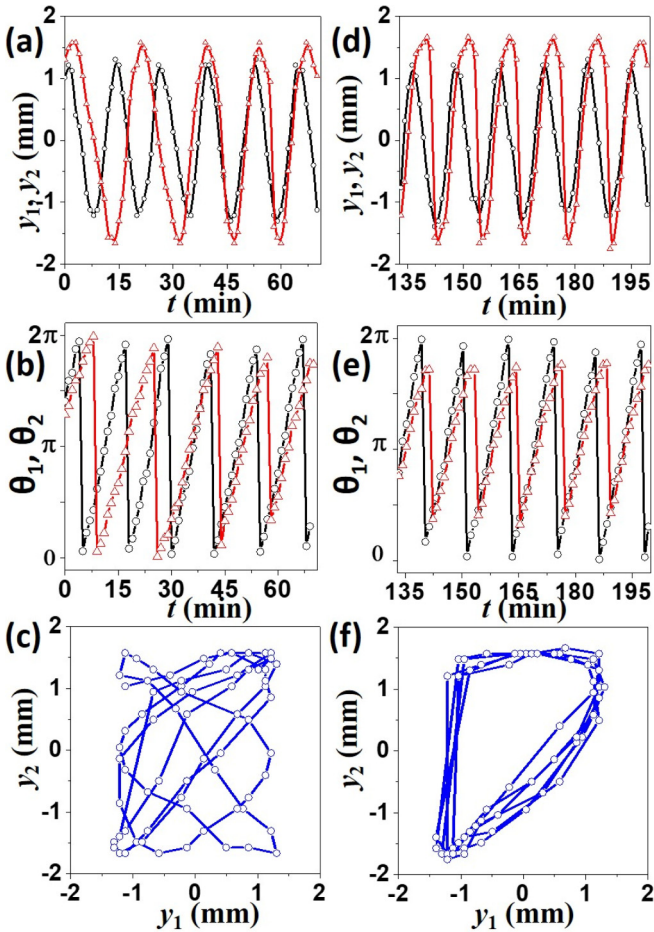 (a)
2
1
0
-1
-2
y1, y2 (mm)
0 15 30 45 60
t (min)
(d)
2
1
0
-1
-2
y1, y2 (mm)
135 150 165 180 195
t (min)
(b)
2π
π
0
θ1, θ2
0 15 30 45 60
t (min)
(e)
2π
π
0
θ1, θ2
135 150 165 180 195
t (min)
(c)
2
1
0
-1
-2
y2 (mm)
-2 -1 0 1 2
y1 (mm)
(f)
2
1
0
-1
-2
y2 (mm)
-2 -1 0 1 2
y1 (mm)